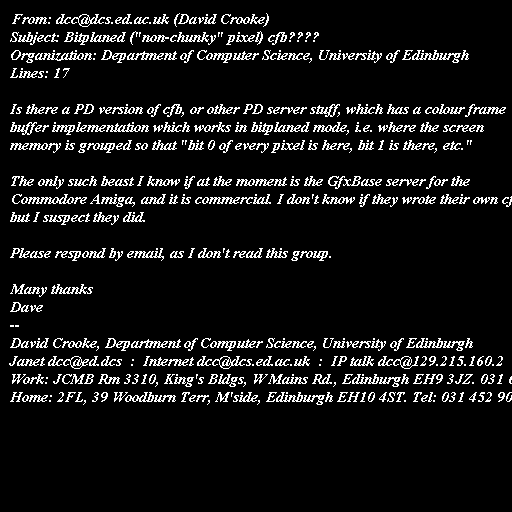 From: dcc@dcs.ed.ac.uk (David Crooke)
Subject: Bitplaned ("non-chunky" pixel) cfb????
Organization: Department of Computer Science, University of Edinburgh
Lines: 17
Is there a PD version of cfb, or other PD server stuff, which has a colour frame
buffer implementation which works in bitplaned mode, i.e. where the screen
memory is grouped so that "bit 0 of every pixel is here, bit 1 is there, etc."
The only such beast I know if at the moment is the GfxBase server for the
Commodore Amiga, and it is commercial. I don't know if they wrote their own
but I suspect they did.
Please respond by email, as I don't read this group.
Many thanks
Dave
--
David Crooke, Department of Computer Science, University of Edinburgh
Janet dcc@ed.dcs : Internet dcc@dcs.ed.ac.uk : IP talk dcc@129.215.160.2
Work: JCMB Rm 3310, King's Bldgs, W Mains Rd., Edinburgh EH9 3JZ. 031
Home: 2FL, 39 Woodburn Terr, M'side, Edinburgh EH10 4ST. Tel: 031 452 90